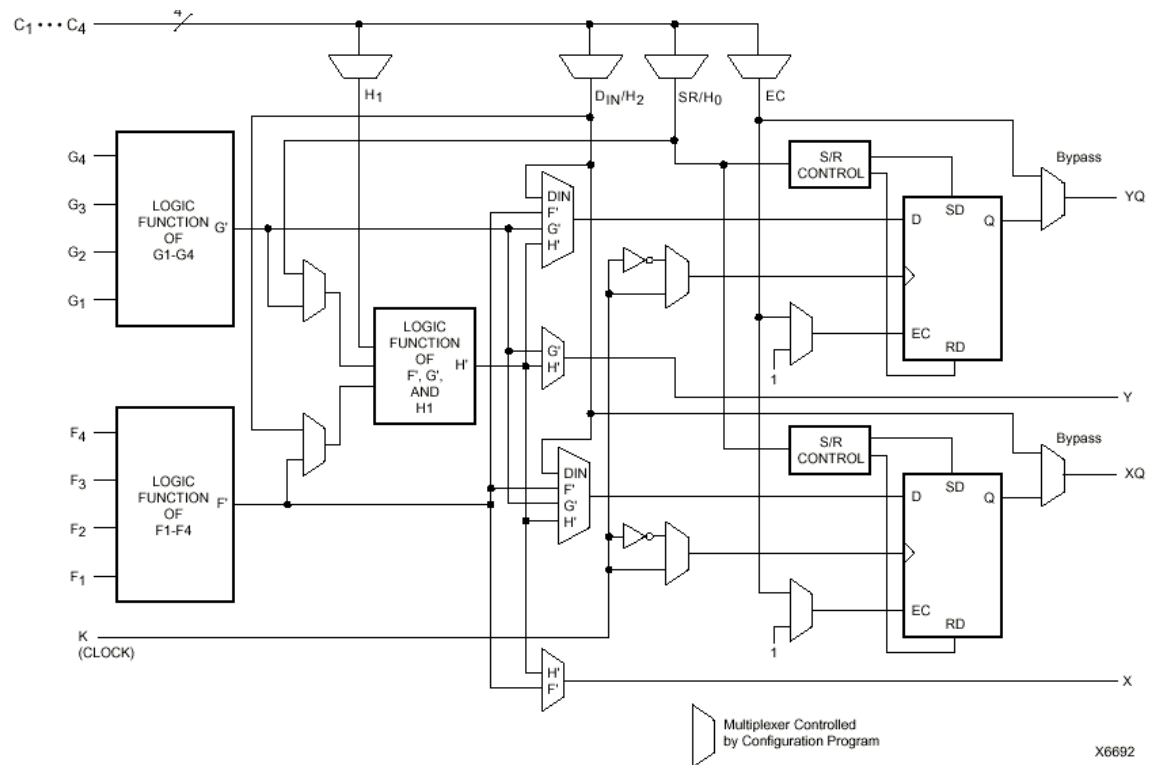 C1 ••• C4
4
H1
DIN/H2
SR/H0
EC
G4
G3
G2
G1
LOGIC
FUNCTION
OF
G1-G4
G'
DIN
F'
G'
H'
S/R
CONTROL
D
SD
Q
EC
RD
1
Bypass
YQ
LOGIC
FUNCTION
OF
F', G',
AND
H1
H'
G'
H'
Y
F4
F3
F2
F1
LOGIC
FUNCTION
OF
F1-F4
F'
DIN
F'
G'
H'
S/R
CONTROL
D
SD
Q
EC
RD
1
Bypass
XQ
K
(CLOCK)
H'
F'
X
Multiplexer Controlled
by Configuration Program
X6692